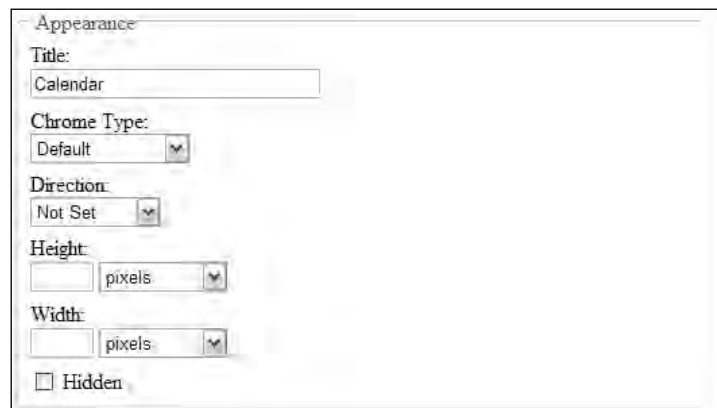 Appearance
Title:
Calendar
Chrome Type:
Default
Direction:
Not Set
Height:
pixels
Width:
pixels
Hidden